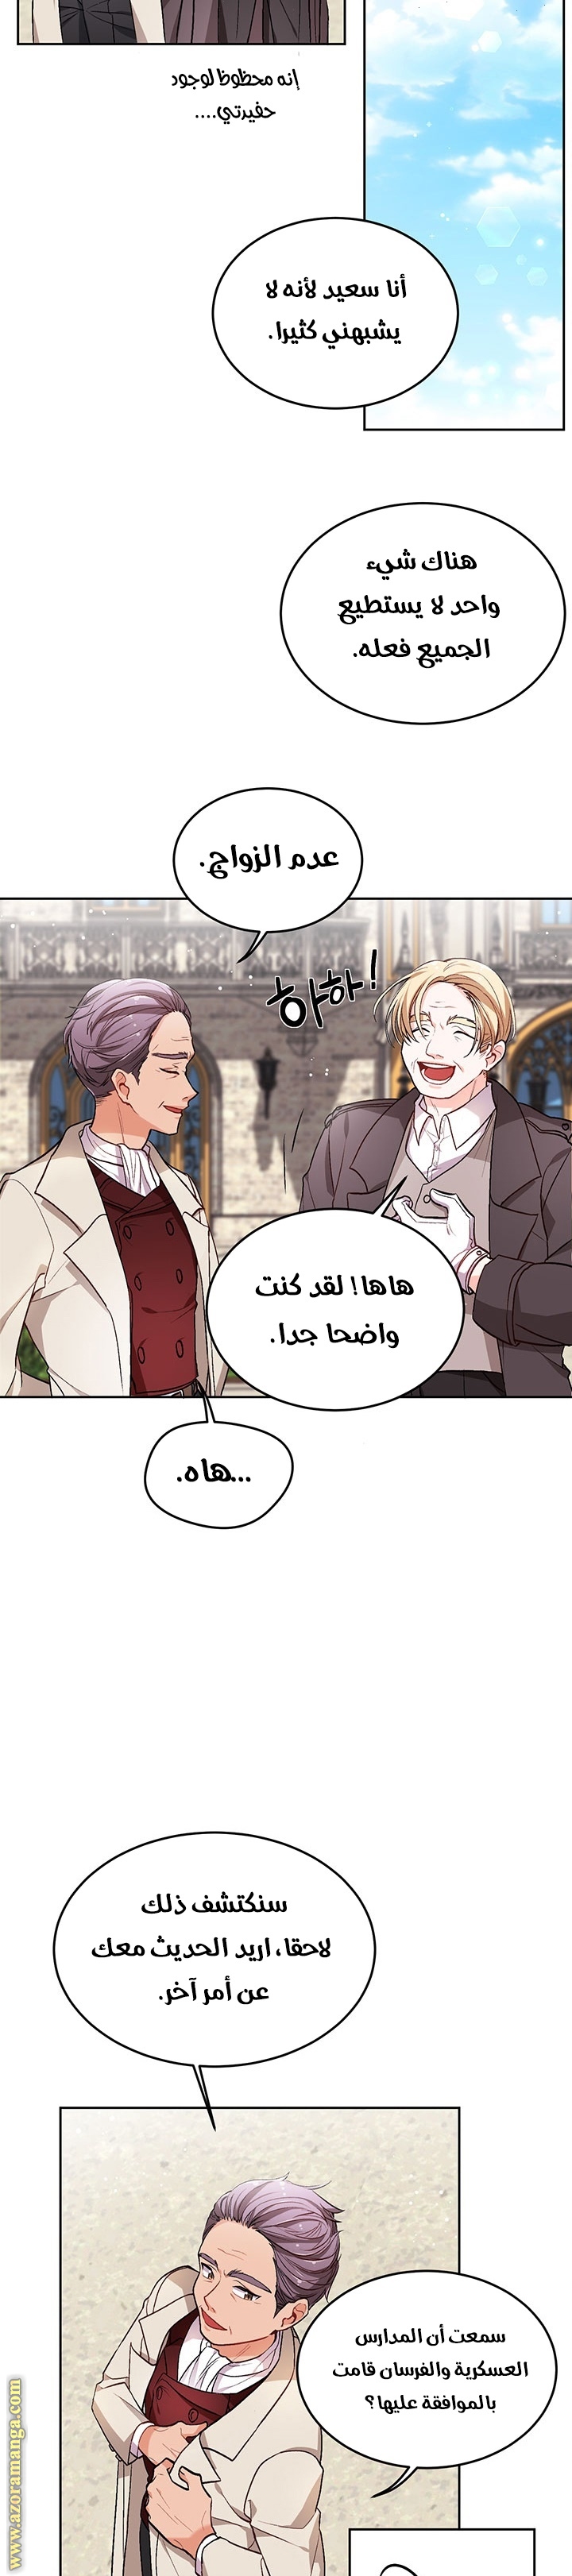 إنه محظوظ لوجود
حفيدتي....
أنا سعيد لأنه لا
يشبهني كثيرا.
هناك شيء
واحد لا يستطيع
الجميع فعله.
عدم الزواج.
하하!
هاها! لقد كنت
واضحا جدا.
...هاه.
سنكتشف ذلك
لاحقا، اريد الحديث معك
عن أمر آخر.
سمعت أن المدارس
العسكرية والفرسان قامت
بالموافقة عليها؟
www.azoramanga.com